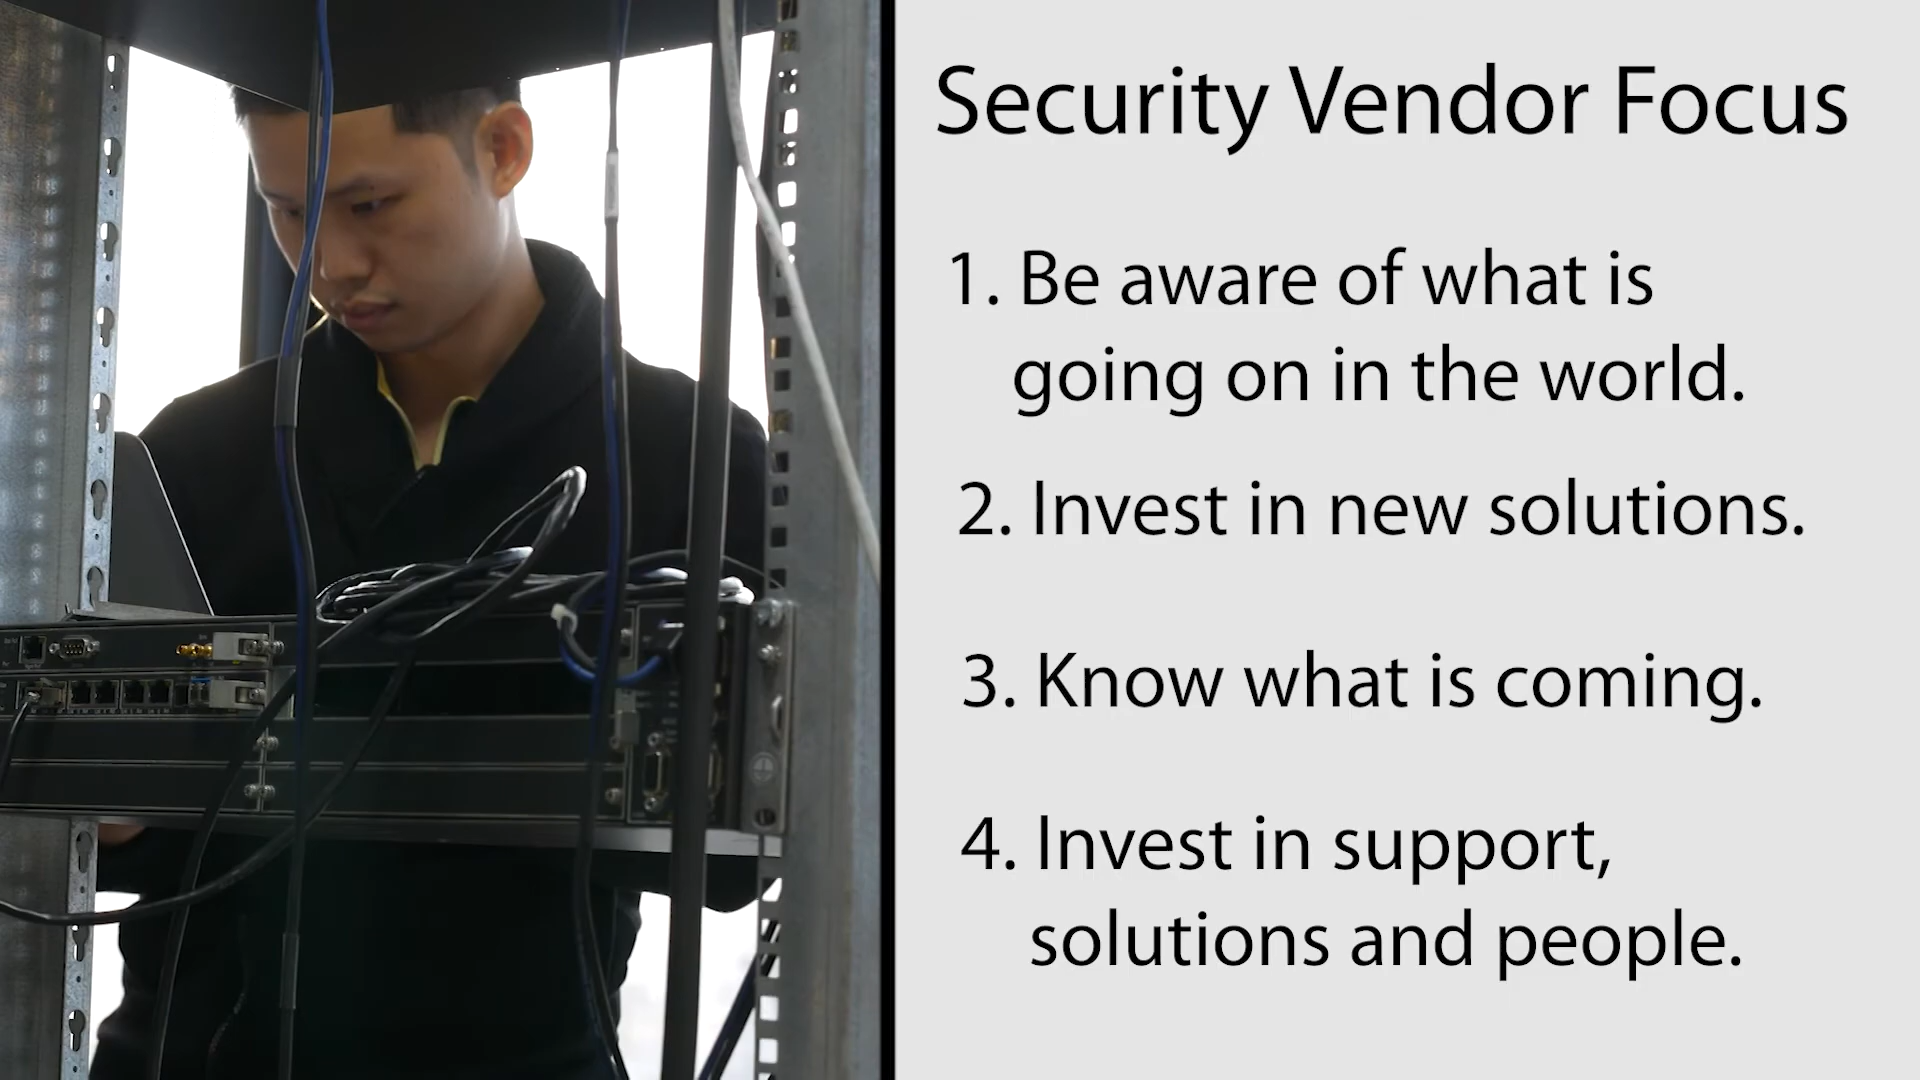 Security Vendor Focus
1. Be aware of what is
going on in the world.
2. Invest in new solutions.
3. Know what is coming.
4. Invest in support,
solutions and people.